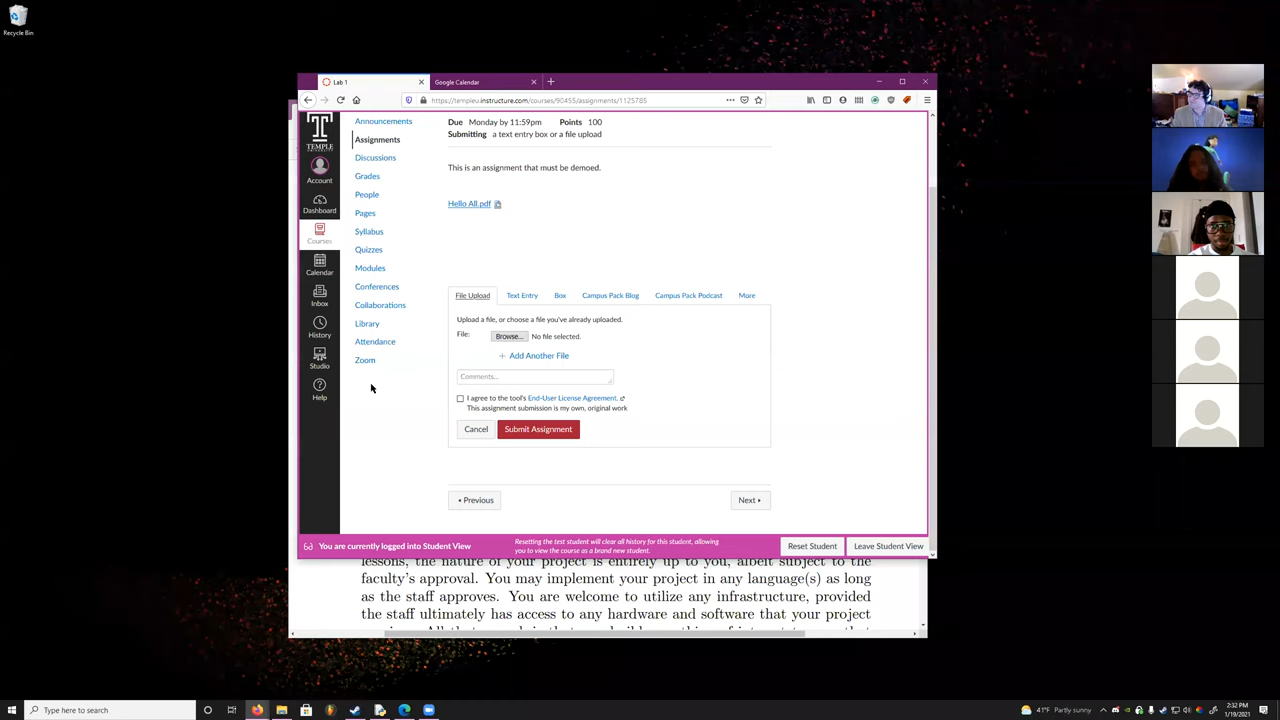 Recycle Bin
Lab 1
Google Calendar
https://templeu.instructure.com/courses/90455/assignments/1125785
TEMPLE
UNIVERSITY
Account
Dashboard
Courses
Calendar
Inbox
History
Studio
Help
Announcements
Assignments
Discussions
Grades
People
Pages
Syllabus
Quizzes
Modules
Conferences
Collaborations
Library
Attendance
Zoom
Due Monday by 11:59pm Points 100
Submitting a text entry box or a file upload
This is an assignment that must be demoed.
Hello All.pdf
File Upload Text Entry Box Campus Pack Blog Campus Pack Podcast More
Upload a file, or choose a file you've already uploaded.
File: Browse... No file selected.
+ Add Another File
Comments...
I agree to the tool's End-User License Agreement.
This assignment submission is my own, original work
Cancel Submit Assignment
◂ Previous Next ▸
You are currently logged into Student View
Resetting the test student will clear all history for this student, allowing
you to view the course as a brand new student.
Reset Student Leave Student View
lessons, the nature of your project is entirely up to you, albeit subject to the
faculty's approval. You may implement your project in any language(s) as long
as the staff approves. You are welcome to utilize any infrastructure, provided
the staff ultimately has access to any hardware and software that your project
Type here to search
41°F Partly sunny
2:32 PM
1/19/2021